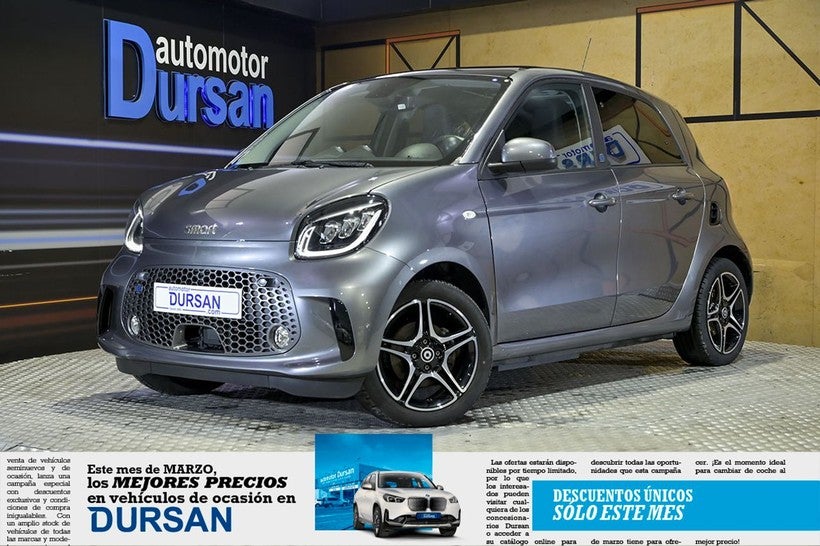 automotor
Dursan
smart
automotor
DURSAN
.com
venta de vehículos
seminuevos y de
ocasión, lanza una
campaña especial
con descuentos
exclusivos y condi-
ciones de compra
inigualables. Con
un amplio stock de
vehículos de todas
las marcas y mode-
Este mes de MARZO,
los MEJORES PRECIOS
en vehículos de ocasión en
DURSAN
automotor Dursan
Las ofertas estarán dispo-
nibles por tiempo limitado,
por lo que
los interesa-
dos pueden
visitar cual-
quiera de los
concesiona-
rios Dursan
o acceder a
su catálogo
online para
descubrir todas las oportu-
nidades que esta campaña
de marzo tiene para ofre-
cer. ¡Es el momento ideal
para cambiar de coche al
mejor precio!
DESCUENTOS ÚNICOS
SÓLO ESTE MES